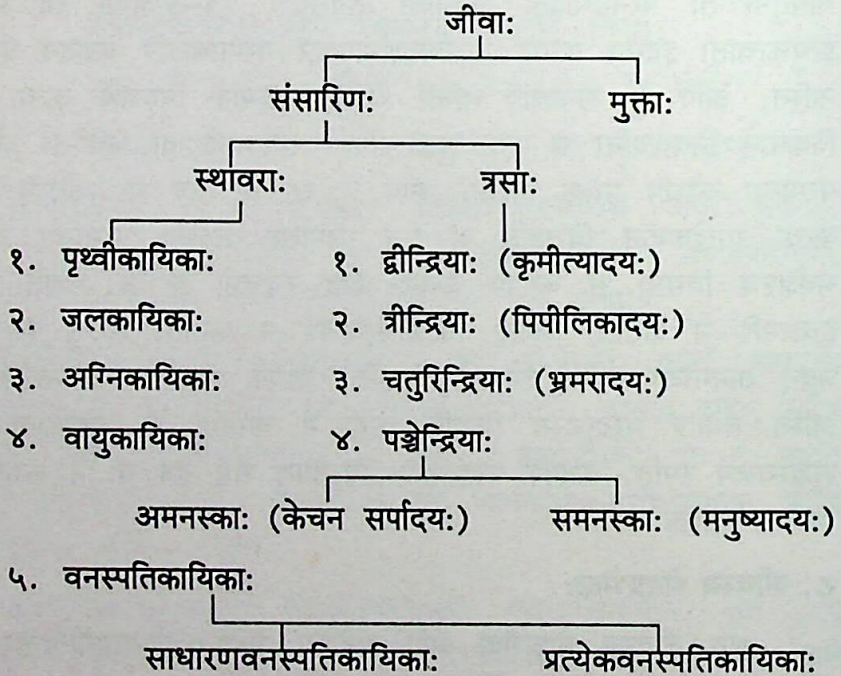 जीवा:
संसारिण: मुक्ता:
स्थावरा: त्रसा:
१. पृथ्वीकायिका: १. द्वीन्द्रिया: (कृमीत्यादय:)
२. जलकायिका: २. त्रीन्द्रिया: (पिपीलिकादय:)
३. अग्निकायिका: ३. चतुरिन्द्रिया: (भ्रमरादय:)
४. वायुकायिका: ४. पञ्चेन्द्रिया:
अमनस्का: (केचन सर्पादय:) समनस्का: (मनुष्यादय:)
५. वनस्पतिकायिका:
साधारणवनस्पतिकायिका: प्रत्येकवनस्पतिकायिका: